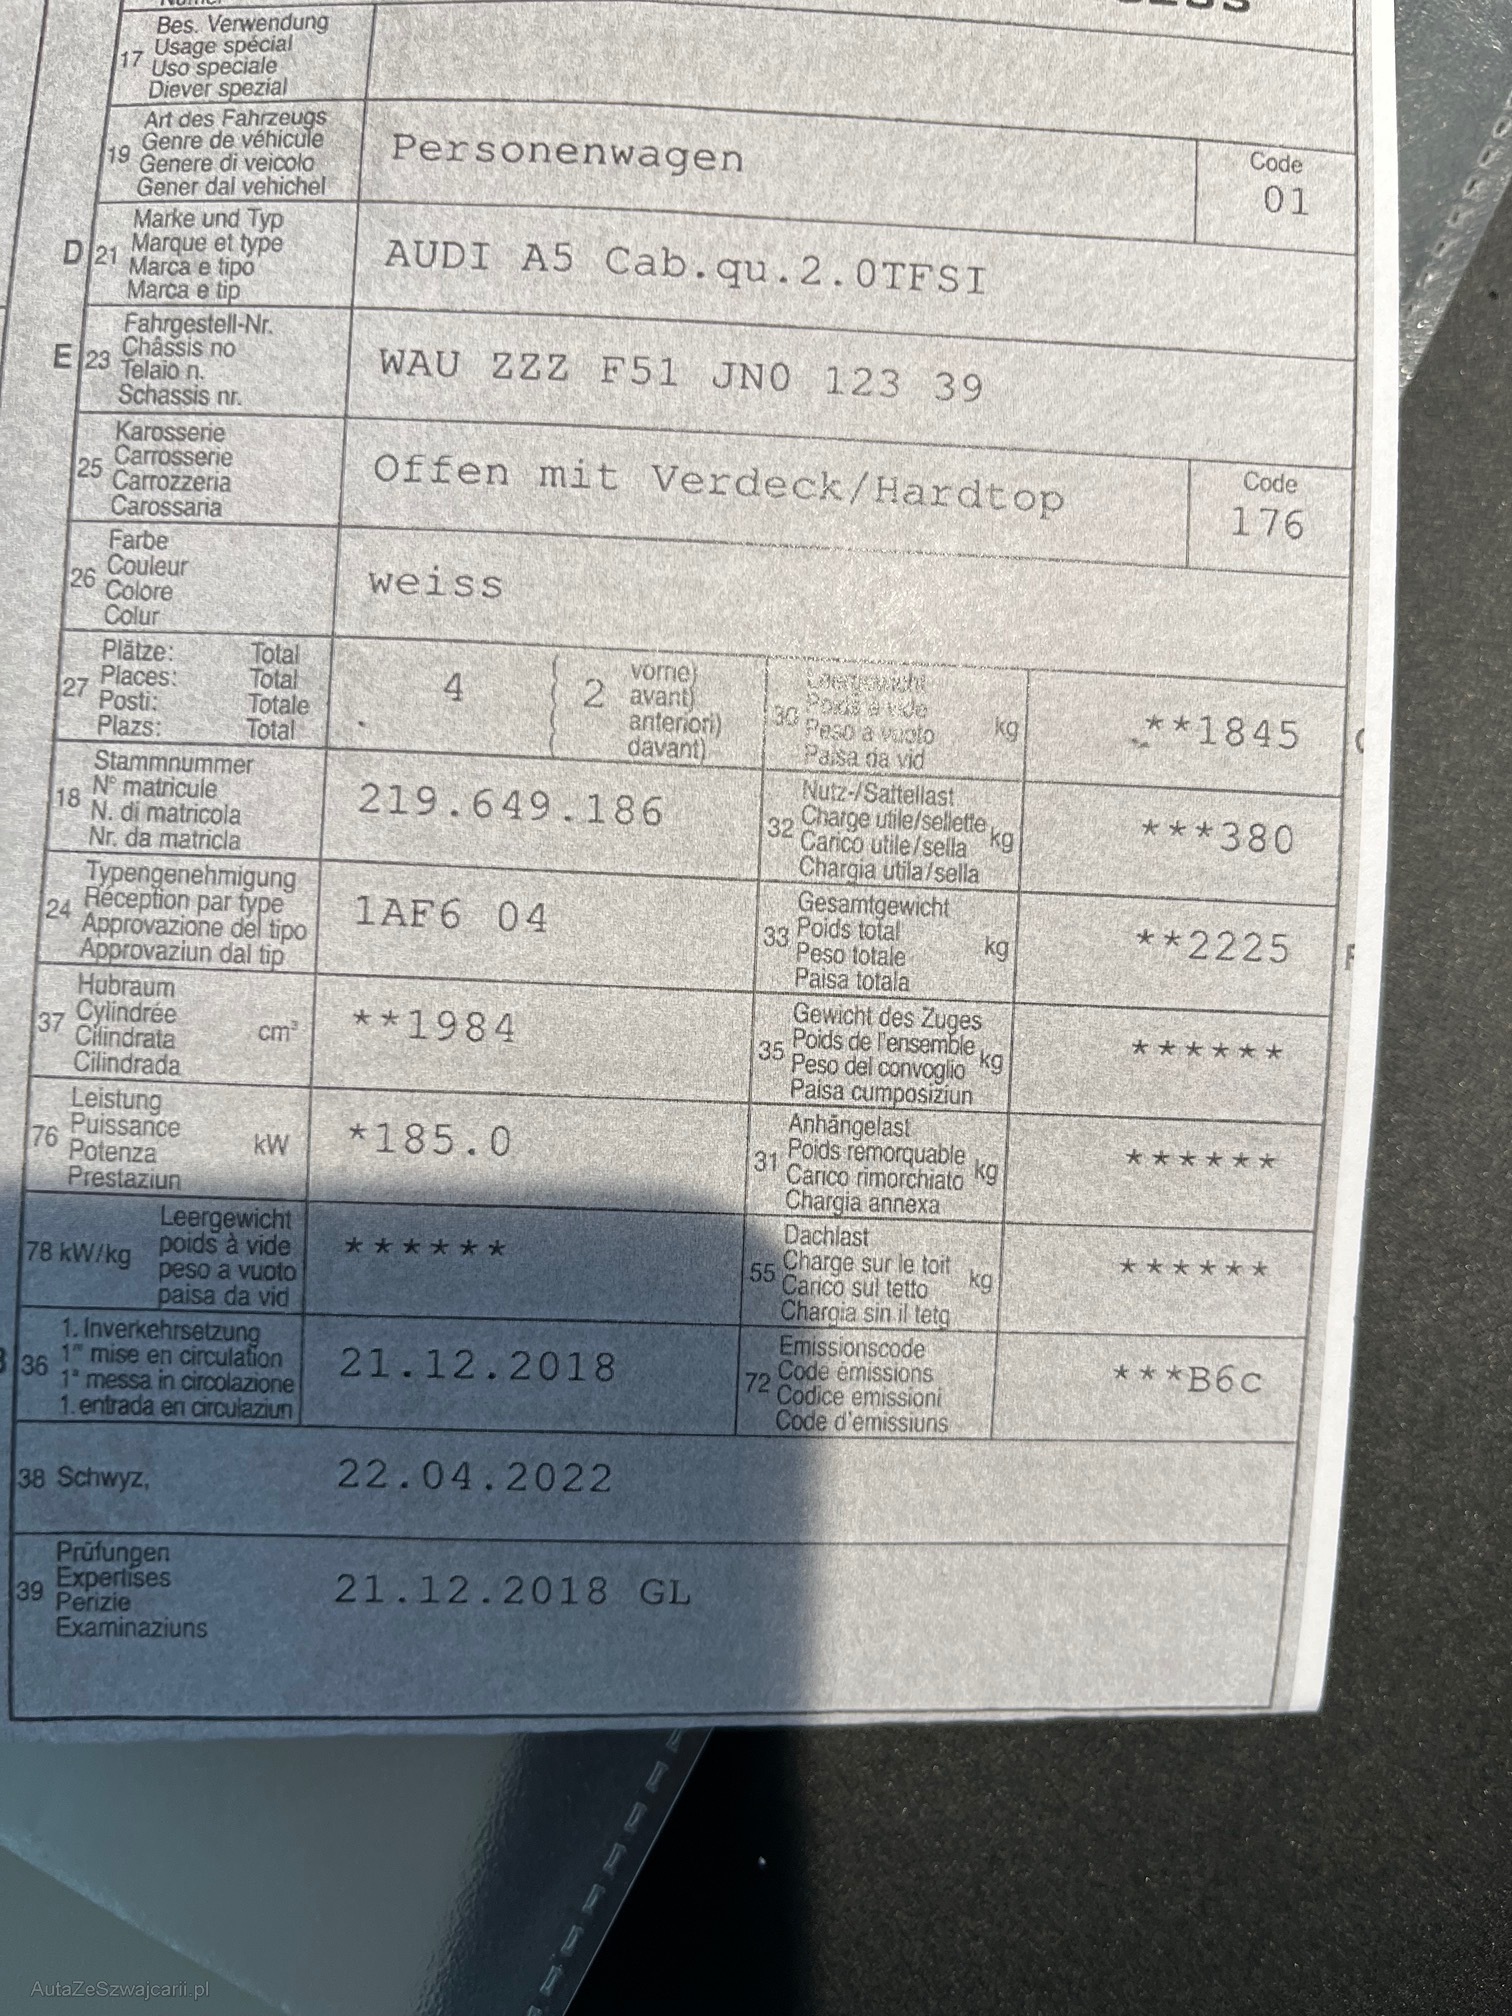 Bes. Verwendung
17 Usage spécial
Uso speciale
Diever spezial
Art des Fahrzeugs
19 Genre de véhicule
Genere di veicolo
Gener dal vehichel
Personenwagen
Code
01
Marke und Typ
D 21 Marque et type
Marca e tipo
Marca e tip
AUDI A5 Cab.qu.2.0TFSI
Fahrgestell-Nr.
E 23 Châssis no
Telaio n.
Schassis nr.
WAU ZZZ F51 JN0 123 39
Karosserie
25 Carrosserie
Carrozzeria
Carossaria
Offen mit Verdeck/Hardtop
Code
176
Farbe
26 Couleur
Colore
Colur
weiss
Plätze: Total
27 Places: Total
Posti: Totale
Plazs: Total
4
2
vorne)
avant)
anteriori)
davant)
Leergewicht
30 Poids à vide
Peso a vuoto kg
Paisa da vid
**1845
Stammnummer
18 N° matricule
N. di matricola
Nr. da matricla
219.649.186
Nutz-/Sattellast
32 Charge utile/sellette kg
Carico utile/sella
Chargia utila/sella
***380
Typengenehmigung
24 Réception par type
Approvazione del tipo
Approvaziun dal tip
1AF6 04
Gesamtgewicht
33 Poids total kg
Peso totale
Paisa totala
**2225
Hubraum
37 Cylindrée cm³
Cilindrata
Cilindrada
**1984
Gewicht des Zuges
35 Poids de l'ensemble kg
Peso del convoglio
Paisa cumposiziun
******
Leistung
76 Puissance kW
Potenza
Prestaziun
*185.0
Anhängelast
31 Poids remorquable kg
Carico rimorchiato
Chargia annexa
******
Leergewicht
78 kW/kg poids à vide
peso a vuoto
paisa da vid
******
Dachlast
55 Charge sur le toit kg
Carico sul tetto
Chargia sin il tetg
******
1. Inverkehrsetzung
36 1re mise en circulation
1a messa in circolazione
1. entrada en circulaziun
21.12.2018
Emissionscode
72 Code émissions
Codice emissioni
Code d'emissiuns
***B6c
38 Schwyz, 22.04.2022
Prüfungen
39 Expertises
Perizie
Examinaziuns
21.12.2018 GL
AutaZeSzwajcarii.pl